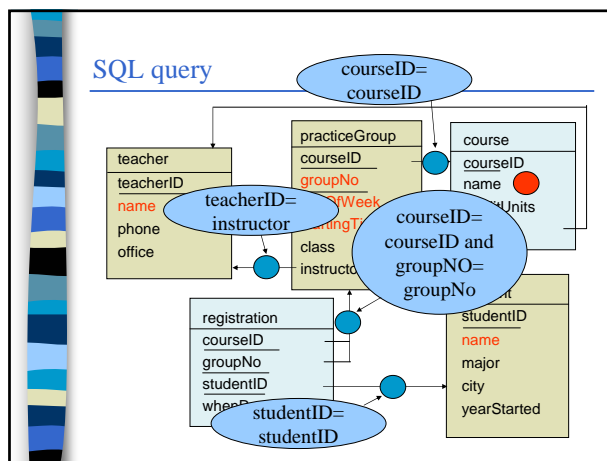 SQL query
courseID=
courseID
teacher
teacherID
name
phone
office
teacherID=
instructor
practiceGroup
courseID
groupNo
class
course
courseID
name
courseID=
courseID and
groupNO=
groupNo
registration
courseID
groupNo
studentID
studentID=
studentID
studentID
name
major
city
yearStarted